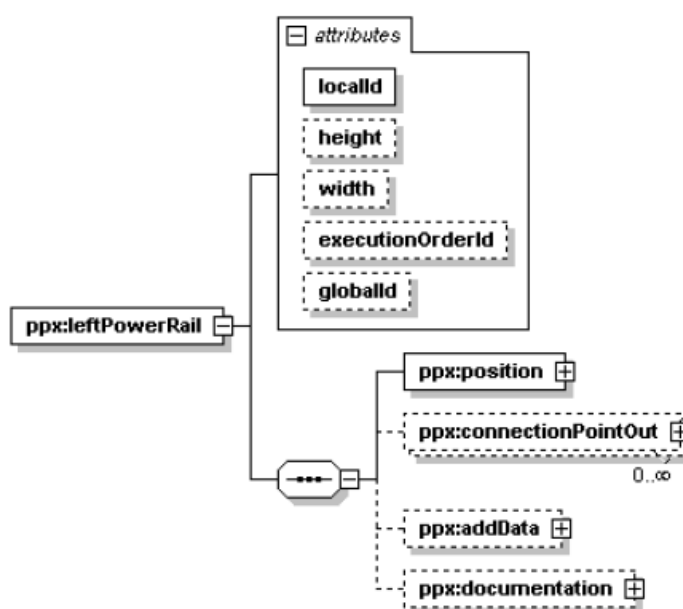 attributes
localId
height
width
executionOrderId
globalId
ppx:leftPowerRail
ppx:position
ppx:connectionPointOut
0..∞
ppx:addData
ppx:documentation